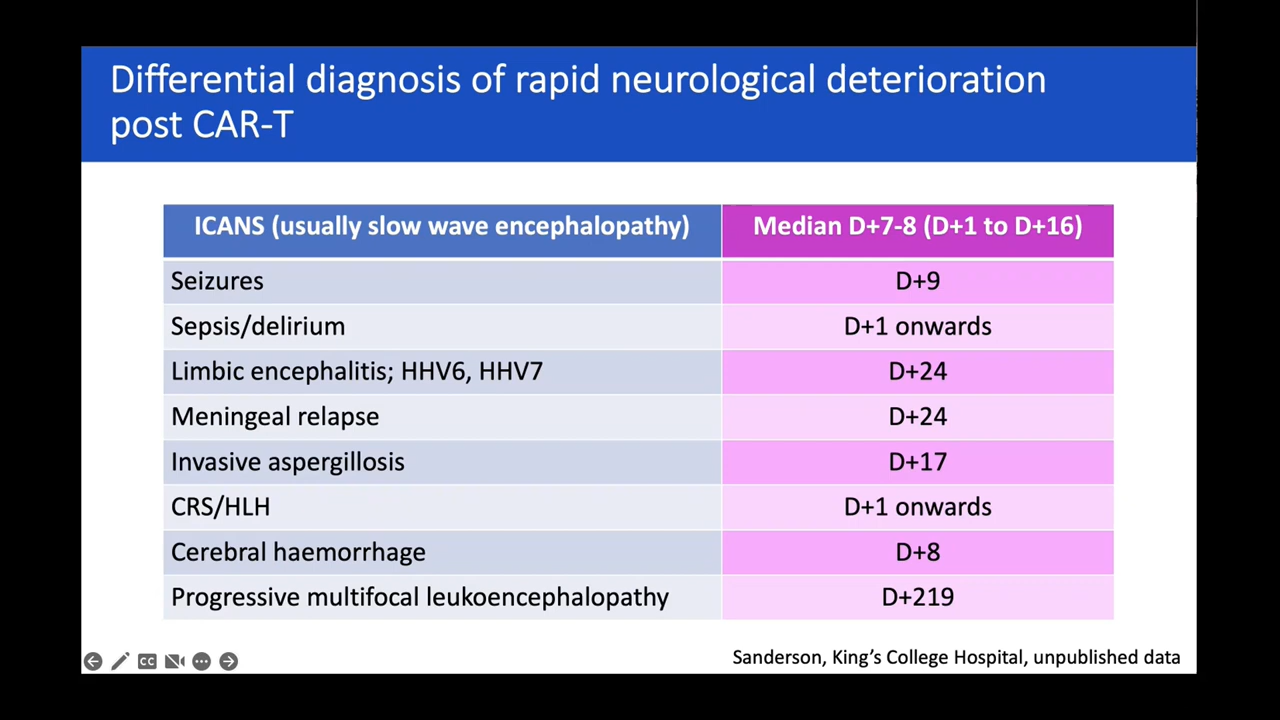 Differential diagnosis of rapid neurological deterioration
post CAR-T
ICANS (usually slow wave encephalopathy) Median D+7-8 (D+1 to D+16)
Seizures D+9
Sepsis/delirium D+1 onwards
Limbic encephalitis; HHV6, HHV7 D+24
Meningeal relapse D+24
Invasive aspergillosis D+17
CRS/HLH D+1 onwards
Cerebral haemorrhage D+8
Progressive multifocal leukoencephalopathy D+219
CC
Sanderson, King’s College Hospital, unpublished data